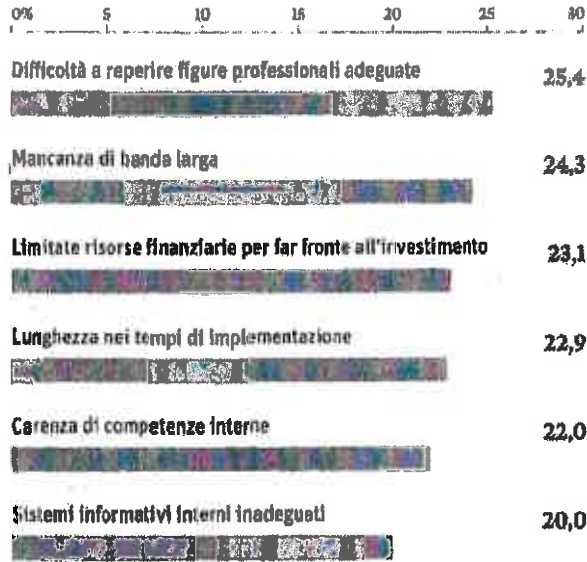 0% 5 10 15 20 25 30
Difficoltà a reperire figure professionali adeguate 25,4
Mancanza di banda larga 24,3
Limitate risorse finanziarie per far fronte all'investimento 23,1
Lunghezza nei tempi di implementazione 22,9
Carenza di competenze interne 22,0
Sistemi informativi interni inadeguati 20,0